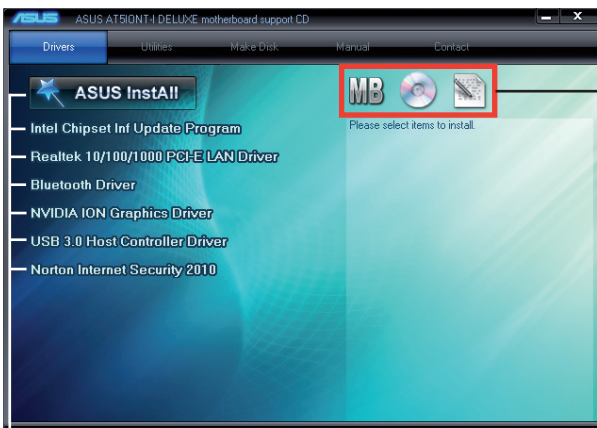 ASUS ASUS AT5IONT-I DELUXE motherboard support CD
Drivers Utilities Make Disk Manual Contact
ASUS InstAll
MB
Please select items to install.
Intel Chipset Inf Update Program
Realtek 10/100/1000 PCI-E LAN Driver
Bluetooth Driver
NVIDIA ION Graphics Driver
USB 3.0 Host Controller Driver
Norton Internet Security 2010